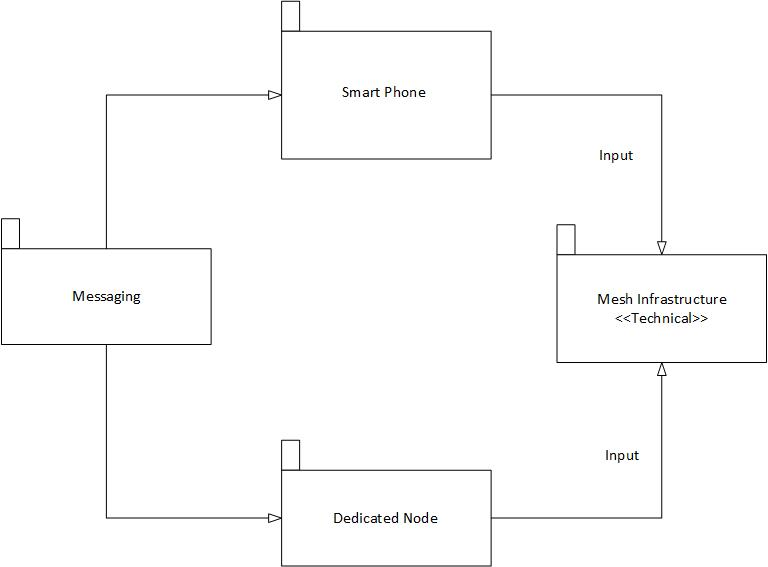 Smart Phone
Input
Messaging
Mesh Infrastructure
<<Technical>>
Input
Dedicated Node